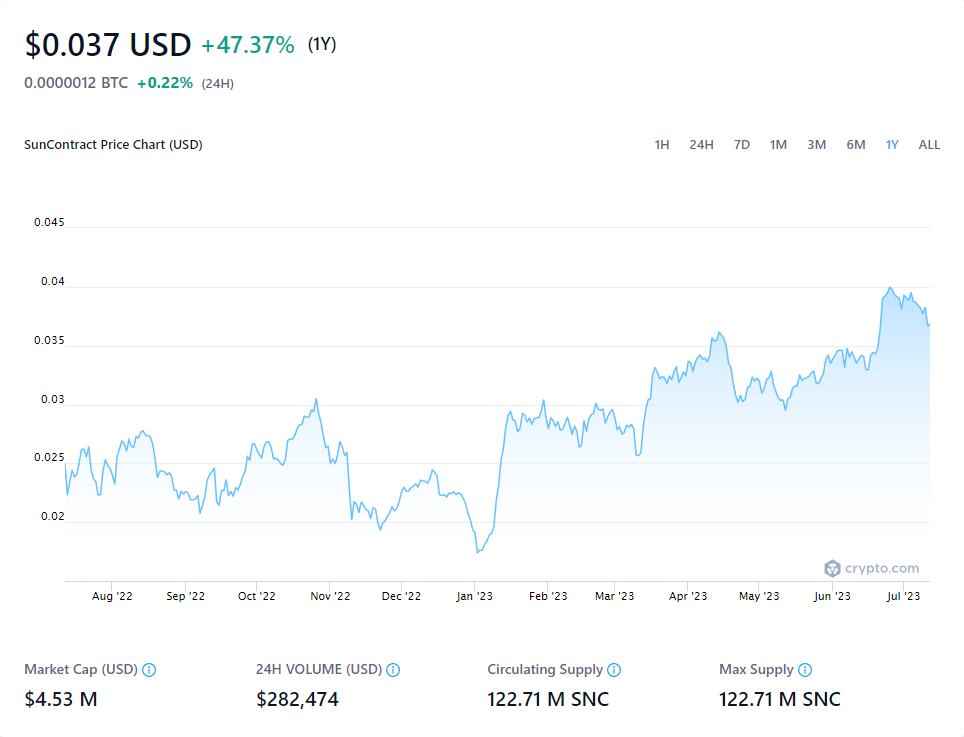 $0.037 USD +47.37% (1Y)
0.0000012 BTC +0.22% (24H)
SunContract Price Chart (USD) 1H 24H 7D 1M 3M 6M 1Y ALL
0.045
0.04
0.035
0.03
0.025
0.02
crypto.com
Aug '22 Sep '22 Oct '22 Nov '22 Dec '22 Jan '23 Feb '23 Mar '23 Apr '23 May '23 Jun '23 Jul '23
Market Cap (USD) 24H VOLUME (USD) Circulating Supply Max Supply
$4.53 M $282,474 122.71 M SNC 122.71 M SNC